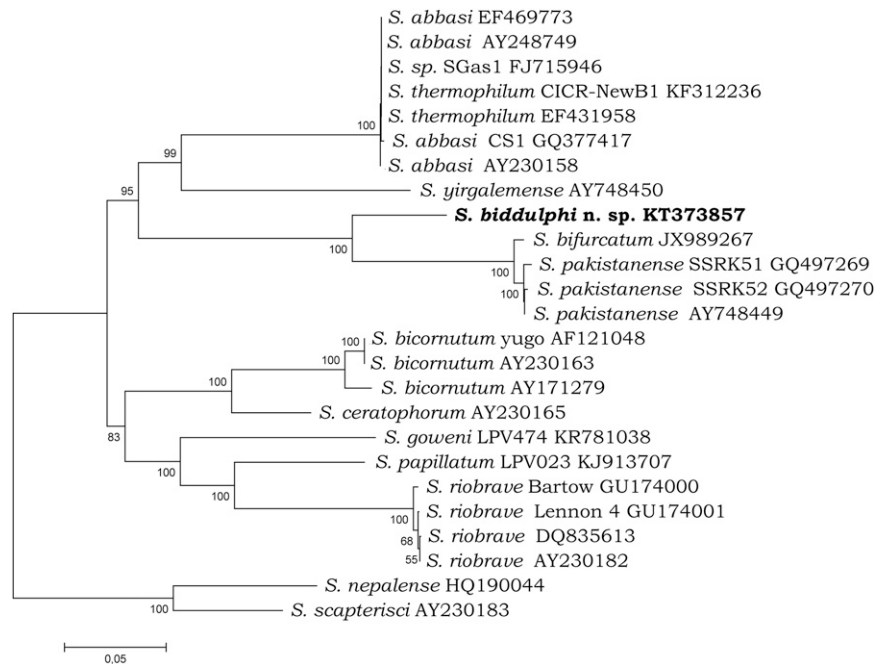 S. abbasi EF469773
S. abbasi AY248749
S. sp. SGas1 FJ715946
S. thermophilum CICR-NewB1 KF312236
S. thermophilum EF431958
100
S. abbasi CS1 GQ377417
99
S. abbasi AY230158
95
S. yirgalemense AY748450
S. biddulphi n. sp. KT373857
100
S. bifurcatum JX989267
100
S. pakistanense SSRK51 GQ497269
100
S. pakistanense SSRK52 GQ497270
S. pakistanense AY748449
100
S. bicornutum yugo AF121048
100
S. bicornutum AY230163
100
S. bicornutum AY171279
S. ceratophorum AY230165
83
S. goweni LPV474 KR781038
100
S. papillatum LPV023 KJ913707
100
S. riobrave Bartow GU174000
100
S. riobrave Lennon 4 GU174001
68
S. riobrave DQ835613
55
S. riobrave AY230182
S. nepalense HQ190044
100
S. scapterisci AY230183
0,05